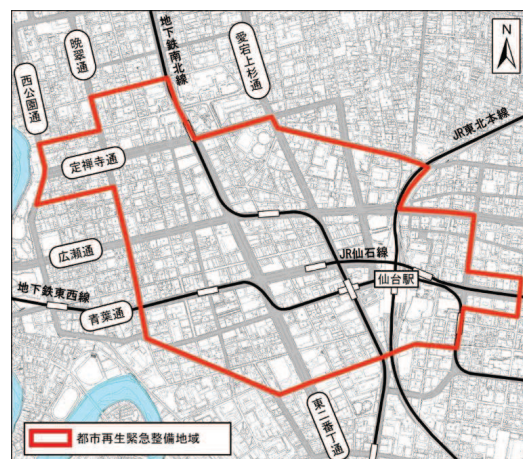 晩翠通
地下鉄南北線
愛宕上杉通
N
西公園通
JR東北本線
定禅寺通
広瀬通
JR仙石線
仙台駅
地下鉄東西線
青葉通
東二番丁通
都市再生緊急整備地域